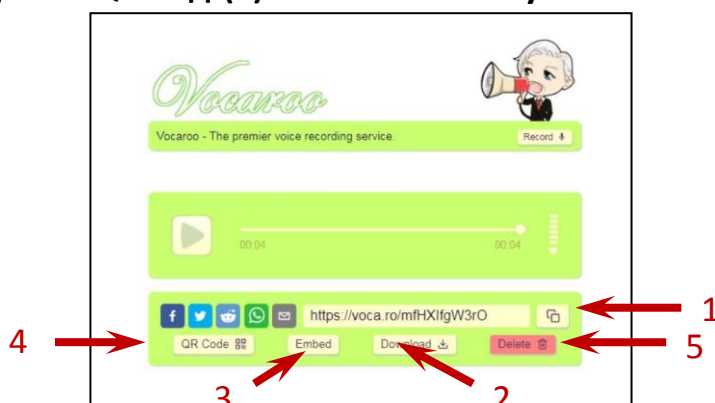 Vocaroo
Vocaroo - The premier voice recording service.
Record
00:04
00:04
https://voca.ro/mfHXIfgW3rO
1
4
QR Code
Embed
Download
Delete
5
3
2